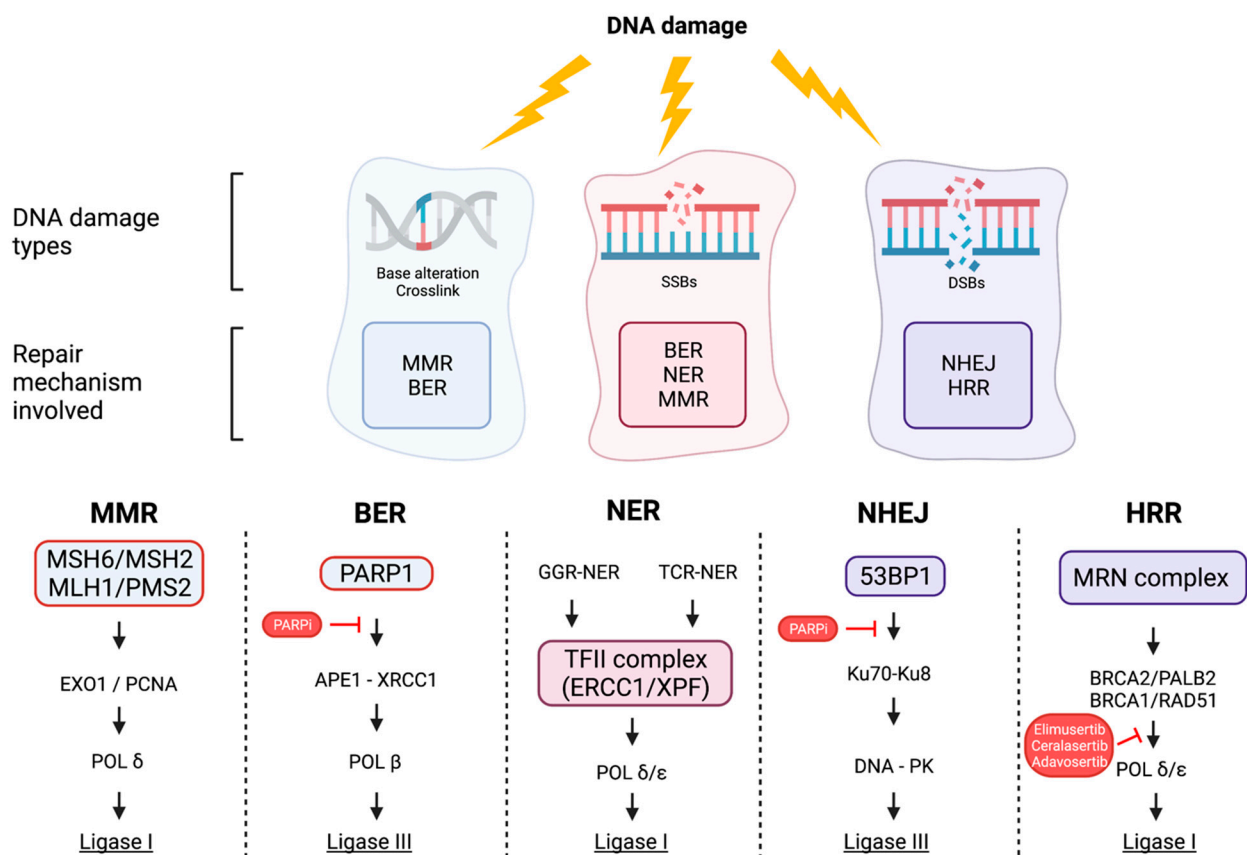 DNA damage
DNA damage
types
Base alteration
Crosslink
SSBs
DSBs
Repair
mechanism
involved
MMR
BER
BER
NER
MMR
NHEJ
HRR
MMR
MSH6/MSH2
MLH1/PMS2
EXO1 / PCNA
POL δ
Ligase I
BER
PARP1
PARPi
APE1 - XRCC1
POL β
Ligase III
NER
GGR-NER
TCR-NER
TFII complex
(ERCC1/XPF)
POL δ/ε
Ligase I
NHEJ
53BP1
PARPi
Ku70-Ku8
DNA - PK
Ligase III
HRR
MRN complex
BRCA2/PALB2
BRCA1/RAD51
Elimusertib
Ceralasertib
Adavosertib
POL δ/ε
Ligase I